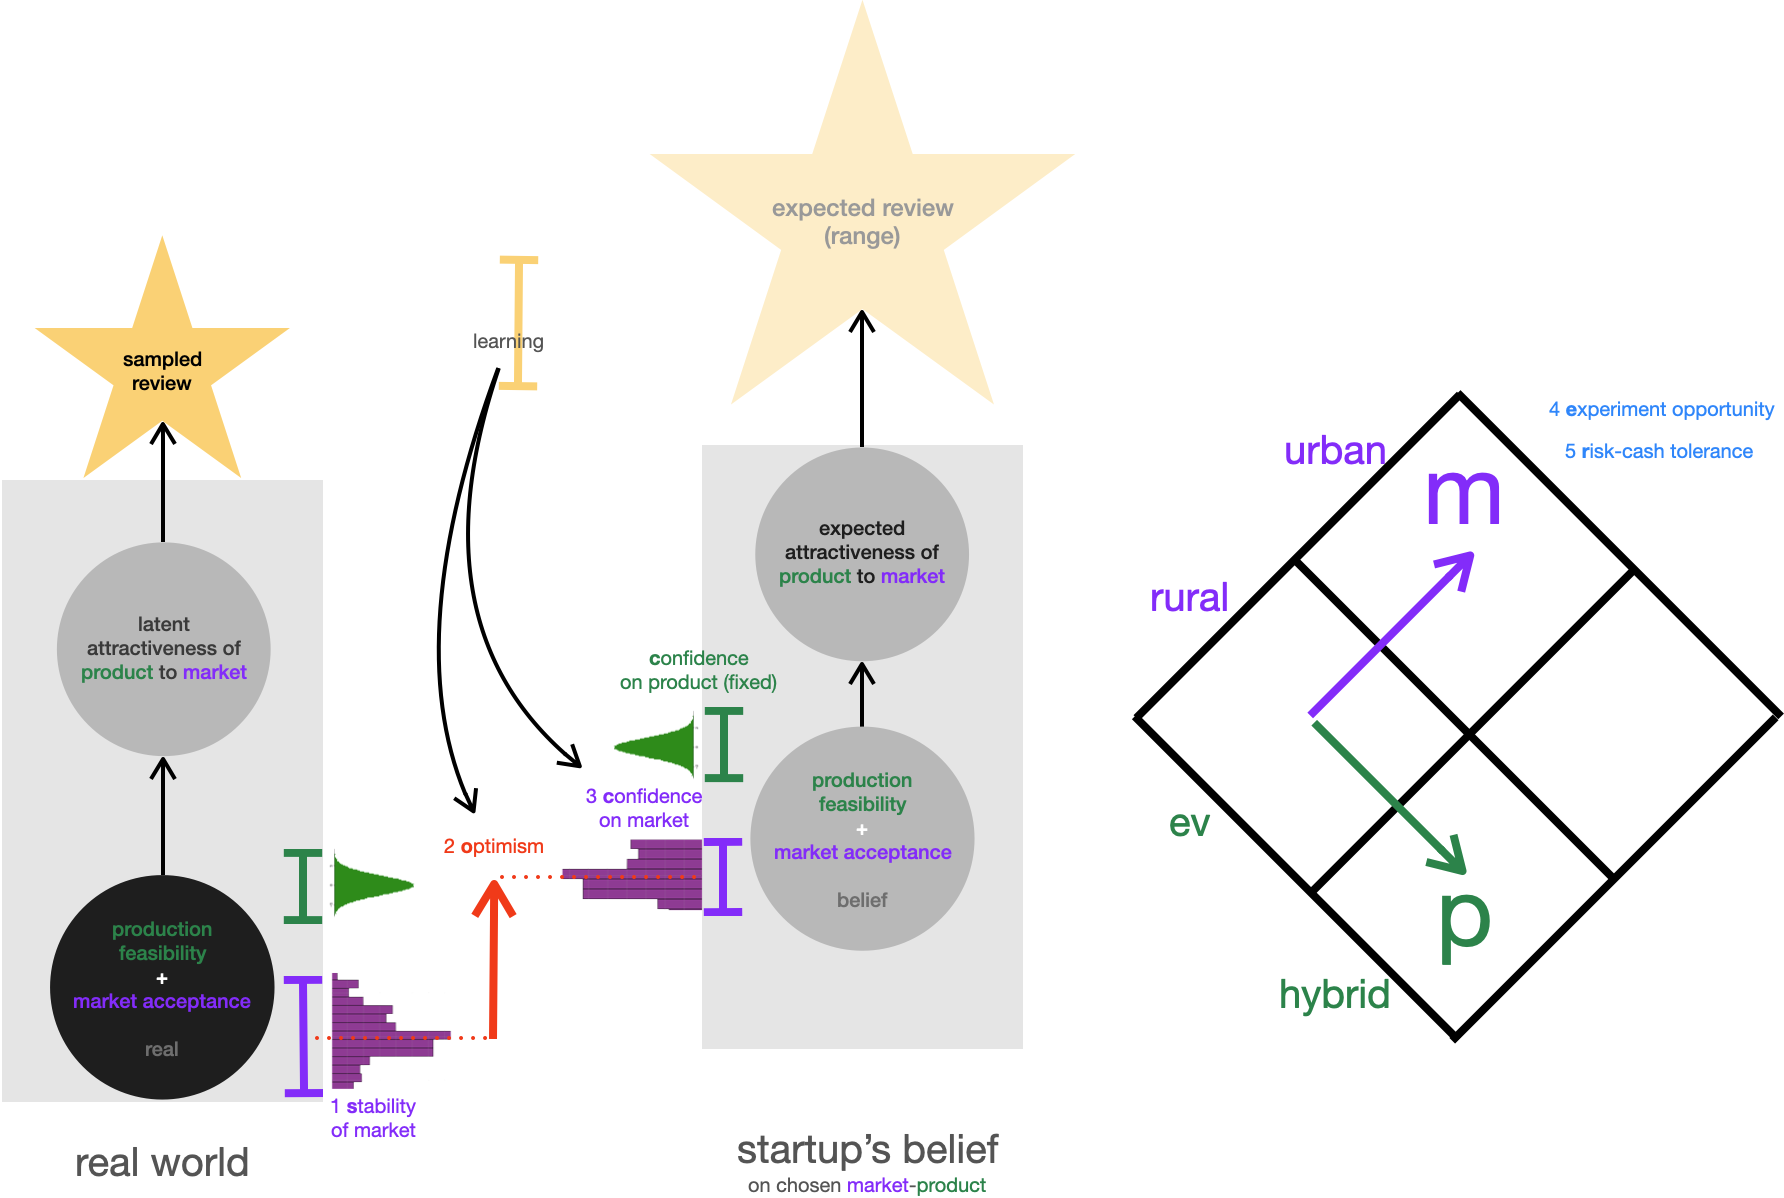 sampled
review
latent
attractiveness of
product to market
production
feasibility
+
market acceptance
real
1 stability
of market
real world
learning
2 optimism
confidence
on product (fixed)
3 confidence
on market
expected review
(range)
expected
attractiveness of
product to market
production
feasibility
+
market acceptance
belief
startup's belief
on chosen market-product
4 experiment opportunity
5 risk-cash tolerance
urban
m
rural
ev
p
hybrid